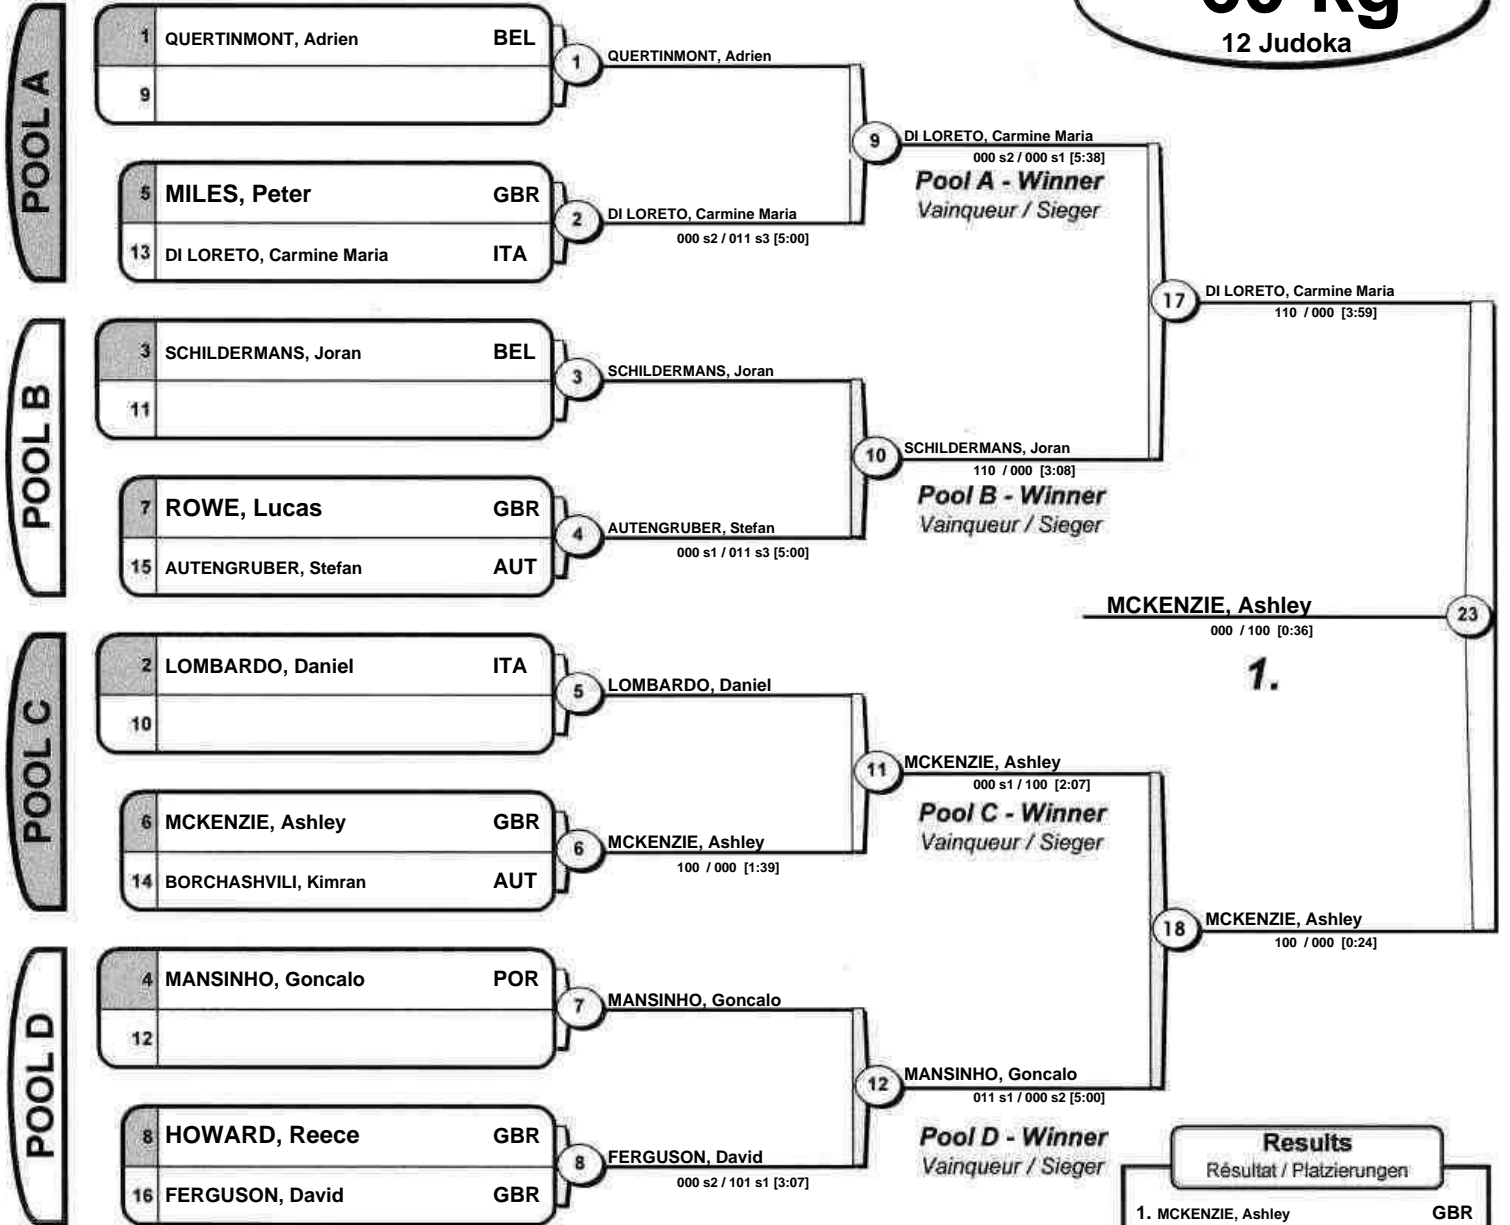 12 Judoka
POOL A
1 QUERTINMONT, Adrien BEL
9
1
QUERTINMONT, Adrien
5 MILES, Peter GBR
13 DI LORETO, Carmine Maria ITA
2
DI LORETO, Carmine Maria
000 s2 / 011 s3 [5:00]
9
DI LORETO, Carmine Maria
000 s2 / 000 s1 [5:38]
Pool A - Winner
Vainqueur / Sieger
POOL B
3 SCHILDERMANS, Joran BEL
11
3
SCHILDERMANS, Joran
7 ROWE, Lucas GBR
15 AUTENGRUBER, Stefan AUT
4
AUTENGRUBER, Stefan
000 s1 / 011 s3 [5:00]
10
SCHILDERMANS, Joran
110 / 000 [3:08]
Pool B - Winner
Vainqueur / Sieger
17
DI LORETO, Carmine Maria
110 / 000 [3:59]
POOL C
2 LOMBARDO, Daniel ITA
10
5
LOMBARDO, Daniel
6 MCKENZIE, Ashley GBR
14 BORCHASHVILI, Kimran AUT
6
MCKENZIE, Ashley
100 / 000 [1:39]
11
MCKENZIE, Ashley
000 s1 / 100 [2:07]
Pool C - Winner
Vainqueur / Sieger
POOL D
4 MANSINHO, Goncalo POR
12
7
MANSINHO, Goncalo
8 HOWARD, Reece GBR
16 FERGUSON, David GBR
8
FERGUSON, David
000 s2 / 101 s1 [3:07]
12
MANSINHO, Goncalo
011 s1 / 000 s2 [5:00]
Pool D - Winner
Vainqueur / Sieger
18
MCKENZIE, Ashley
100 / 000 [0:24]
23
MCKENZIE, Ashley
000 / 100 [0:36]
1.
Results
Résultat / Platzierungen
1. MCKENZIE, Ashley GBR